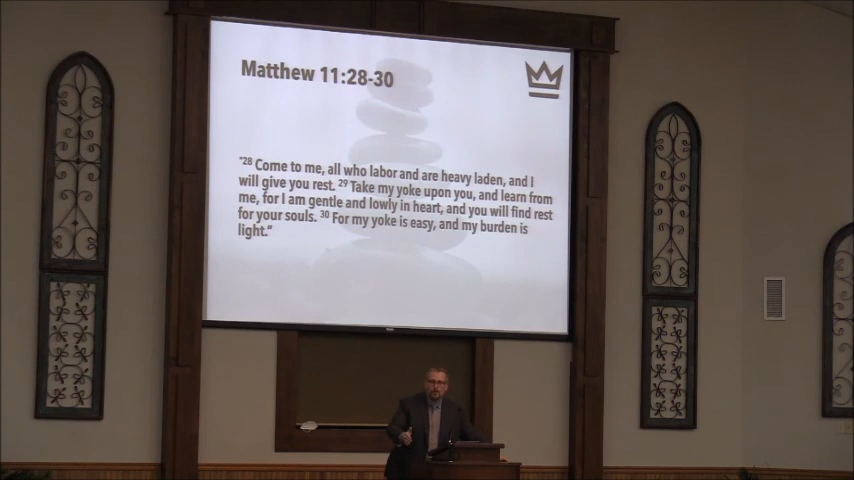 Matthew 11:28-30
"28 Come to me, all who labor and are heavy laden, and I
will give you rest. 29 Take my yoke upon you, and learn from
me, for I am gentle and lowly in heart, and you will find rest
for your souls. 30 For my yoke is easy, and my burden is
light."